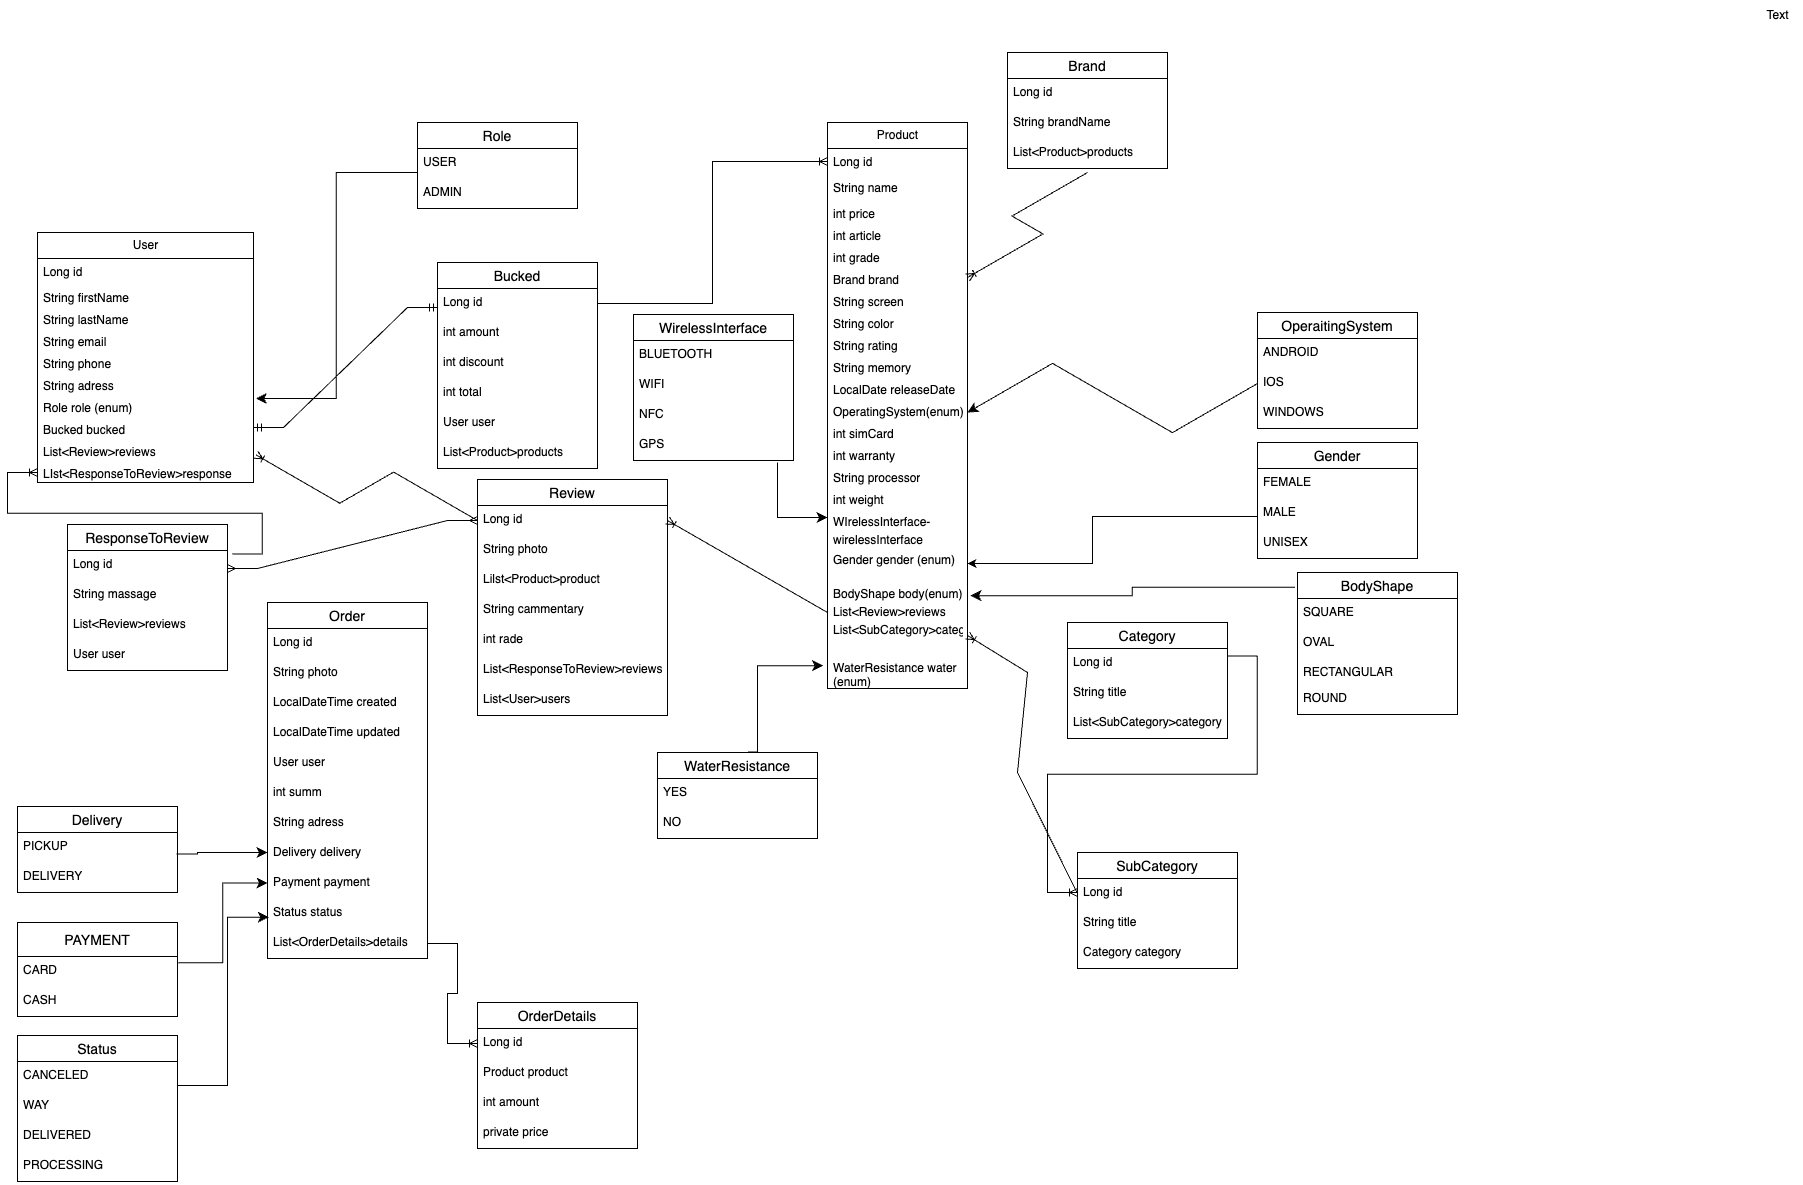 Text
Brand
Long id
String brandName
List<Product>products
Role
USER
ADMIN
Product
Long id
String name
int price
int article
int grade
Brand brand
String screen
String color
String rating
String memory
LocalDate releaseDate
OperatingSystem(enum)
int simCard
int warranty
String processor
int weight
WIrelessInterface-
wirelessInterface
Gender gender (enum)
BodyShape body(enum)
List<Review>reviews
List<SubCategory>categ
WaterResistance water
(enum)
User
Long id
String firstName
String lastName
String email
String phone
String adress
Role role (enum)
Bucked bucked
List<Review>reviews
LIst<ResponseToReview>response
Bucked
Long id
int amount
int discount
int total
User user
List<Product>products
WirelessInterface
BLUETOOTH
WIFI
NFC
GPS
OperaitingSystem
ANDROID
IOS
WINDOWS
Gender
FEMALE
MALE
UNISEX
Review
Long id
String photo
Lilst<Product>product
String cammentary
int rade
List<ResponseToReview>reviews
List<User>users
ResponseToReview
Long id
String massage
List<Review>reviews
User user
BodyShape
SQUARE
OVAL
RECTANGULAR
ROUND
Category
Long id
String title
List<SubCategory>category
Order
Long id
String photo
LocalDateTime created
LocalDateTime updated
User user
int summ
String adress
Delivery delivery
Payment payment
Status status
List<OrderDetails>details
WaterResistance
YES
NO
Delivery
PICKUP
DELIVERY
SubCategory
Long id
String title
Category category
PAYMENT
CARD
CASH
OrderDetails
Long id
Product product
int amount
private price
Status
CANCELED
WAY
DELIVERED
PROCESSING